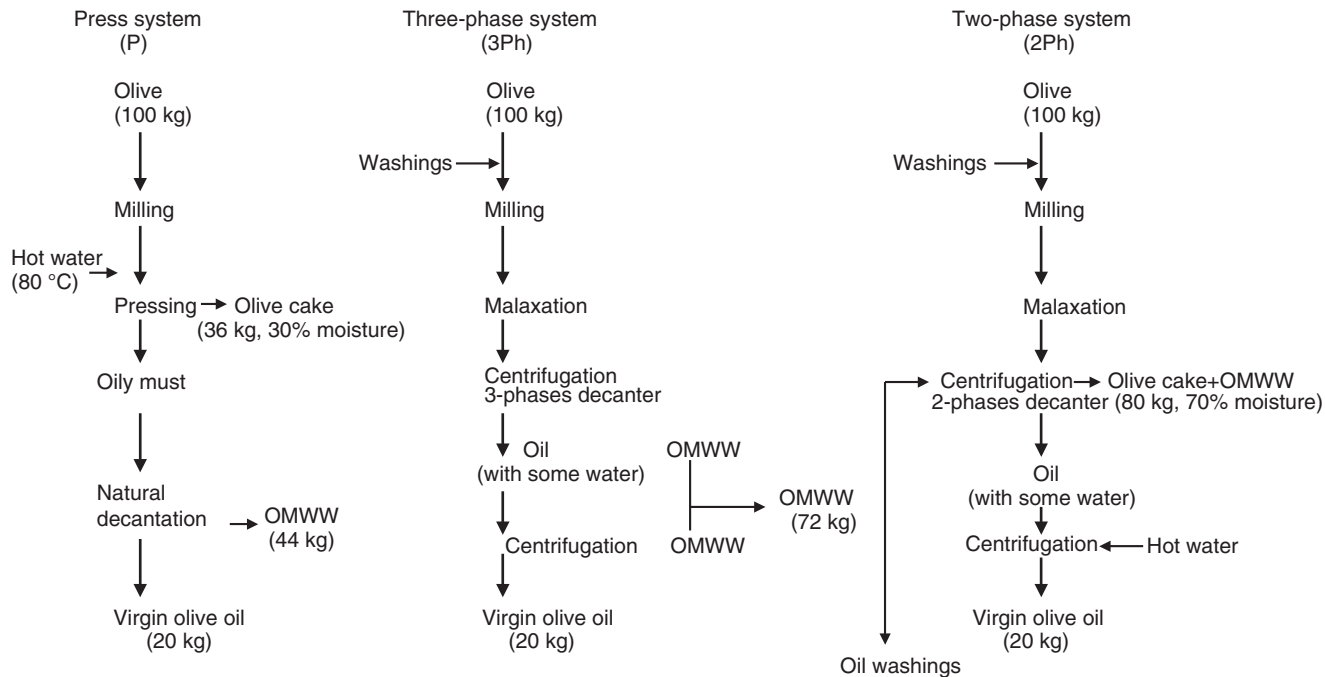 Press system
(P)
Olive
(100 kg)
Milling
Hot water
(80 °C)
Pressing
Olive cake
(36 kg, 30% moisture)
Oily must
Natural
decantation
OMWW
(44 kg)
Virgin olive oil
(20 kg)
Three-phase system
(3Ph)
Olive
(100 kg)
Washings
Milling
Malaxation
Centrifugation
3-phases decanter
Oil
(with some water)
OMWW
OMWW
(72 kg)
OMWW
Centrifugation
Virgin olive oil
(20 kg)
Two-phase system
(2Ph)
Olive
(100 kg)
Washings
Milling
Malaxation
Centrifugation
Olive cake+OMWW
2-phases decanter (80 kg, 70% moisture)
Oil
(with some water)
Centrifugation
Hot water
Virgin olive oil
(20 kg)
Oil washings